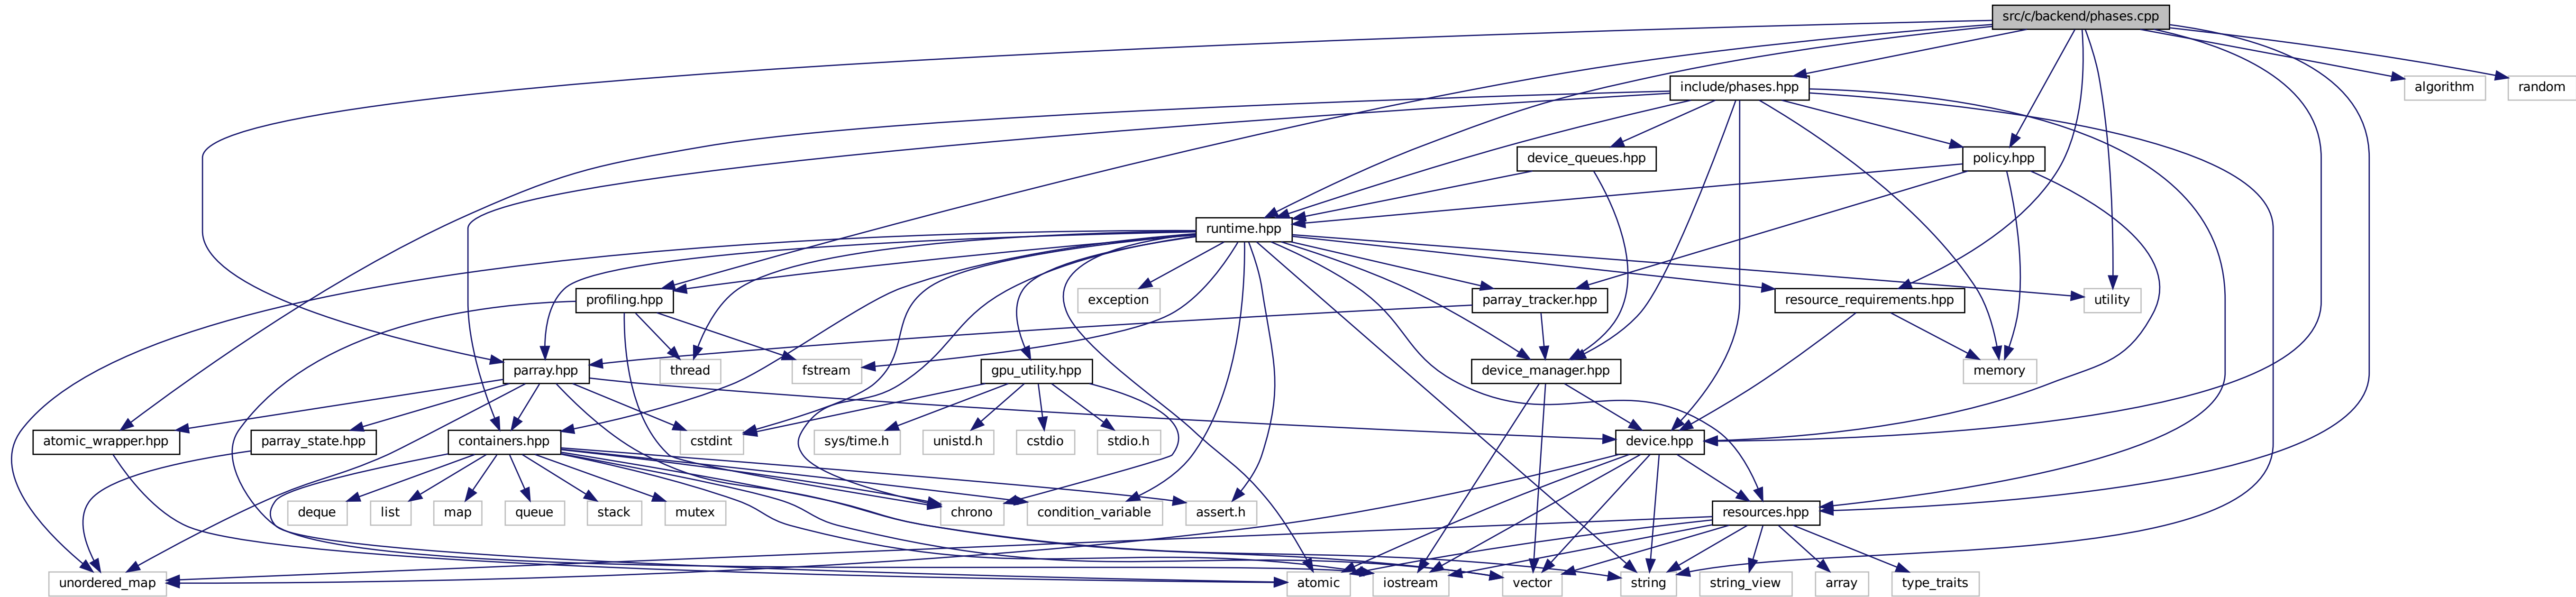 src/c/backend/phases.cpp
include/phases.hpp
algorithm
random
device_queues.hpp
policy.hpp
runtime.hpp
profiling.hpp
exception
parray_tracker.hpp
resource_requirements.hpp
utility
parray.hpp
thread
fstream
gpu_utility.hpp
device_manager.hpp
memory
atomic_wrapper.hpp
parray_state.hpp
containers.hpp
cstdint
sys/time.h
unistd.h
cstdio
stdio.h
device.hpp
deque
list
map
queue
stack
mutex
chrono
condition_variable
assert.h
resources.hpp
unordered_map
atomic
iostream
vector
string
string_view
array
type_traits